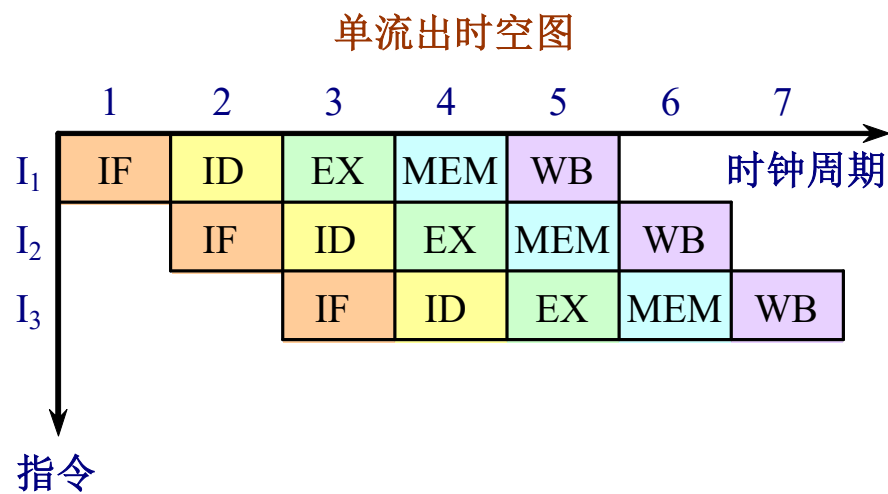 单流出时空图
1 2 3 4 5 6 7
I1 IF ID EX MEM WB 时钟周期
I2 IF ID EX MEM WB
I3 IF ID EX MEM WB
指令